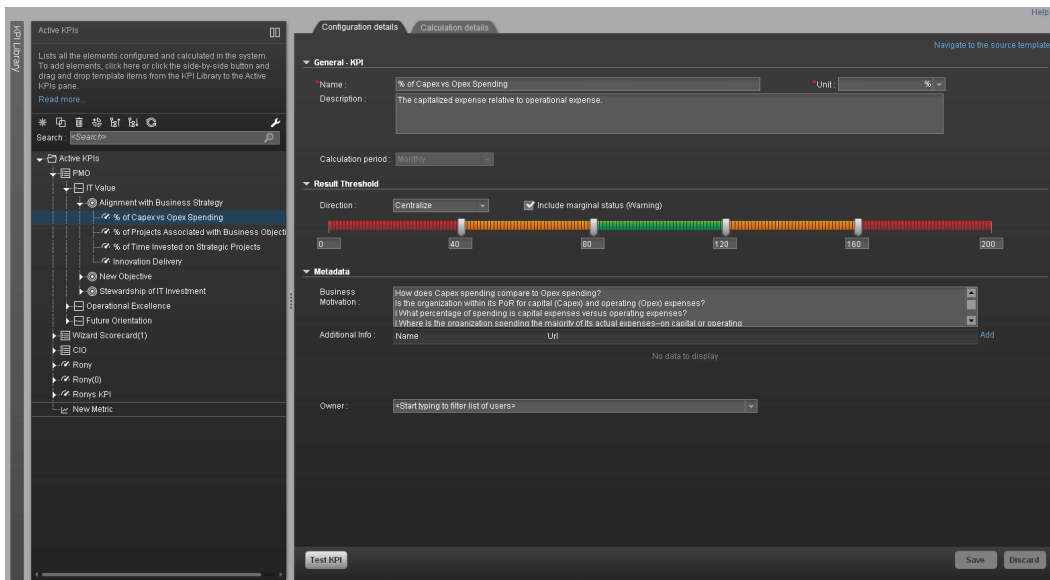 Help
KPI Library
Active KPIs
Lists all the elements configured and calculated in the system.
To add elements, click here or click the side-by-side button and
drag and drop template items from the KPI Library to the Active
KPIs pane.
Read more...
Search : <Search>
Active KPIs
PMO
IT Value
Alignment with Business Strategy
% of Capex vs Opex Spending
% of Projects Associated with Business Objecti
% of Time Invested on Strategic Projects
Innovation Delivery
New Objective
Stewardship of IT Investment
Operational Excellence
Future Orientation
Wizard Scorecard(1)
CIO
Rony
Rony(0)
Ronys KPI
New Metric
Configuration details
Calculation details
Navigate to the source template
General - KPI
*Name : % of Capex vs Opex Spending
*Unit : %
Description : The capitalized expense relative to operational expense.
Calculation period : Monthly
Result Threshold
Direction : Centralize
Include marginal status (Warning)
0 40 80 120 160 200
Metadata
Business
Motivation :
How does Capex spending compare to Opex spending?
Is the organization within its PoR for capital (Capex) and operating (Opex) expenses?
l What percentage of spending is capital expenses versus operating expenses?
l Where is the organization spending the majority of its actual expenses–on capital or operating
Additional Info : Name Url Add
No data to display
Owner : <Start typing to filter list of users>
Test KPI
Save
Discard